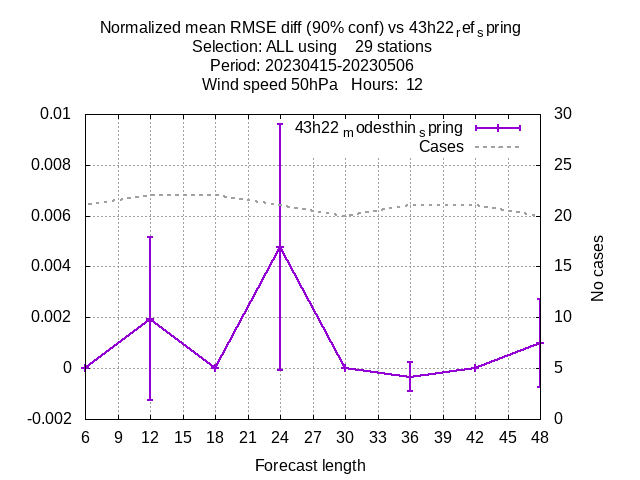 Normalized mean RMSE diff (90% conf) vs 43h22refspring
Selection: ALL using 29 stations
Period: 20230415-20230506
Wind speed 50hPa Hours: 12
43h22modesthinspring
Cases
0.01
0.008
0.006
0.004
0.002
0
-0.002
30
25
20
15
10
5
0
No cases
6 9 12 15 18 21 24 27 30 33 36 39 42 45 48
Forecast length